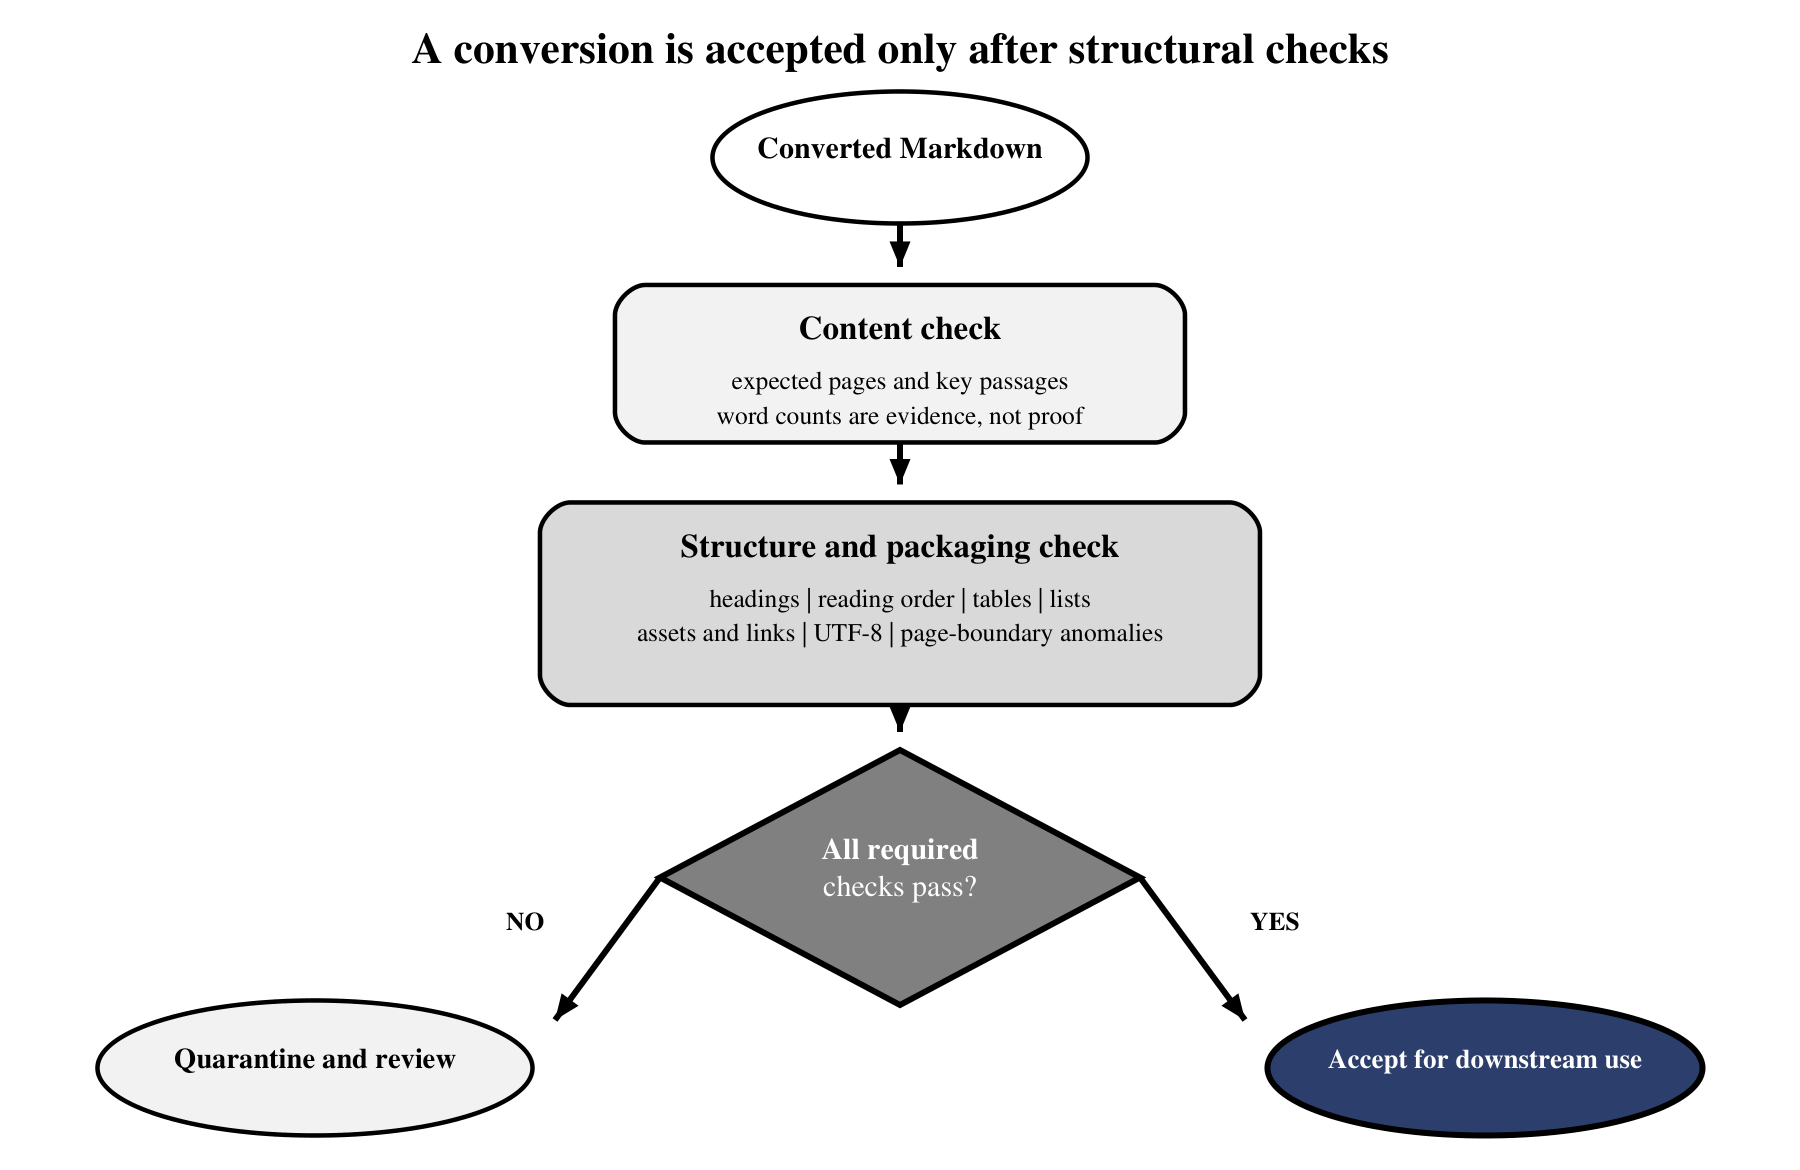 A conversion is accepted only after structural checks
Converted Markdown
Content check
expected pages and key passages
word counts are evidence, not proof
Structure and packaging check
headings | reading order | tables | lists
assets and links | UTF-8 | page-boundary anomalies
All required
checks pass?
NO
YES
Quarantine and review
Accept for downstream use